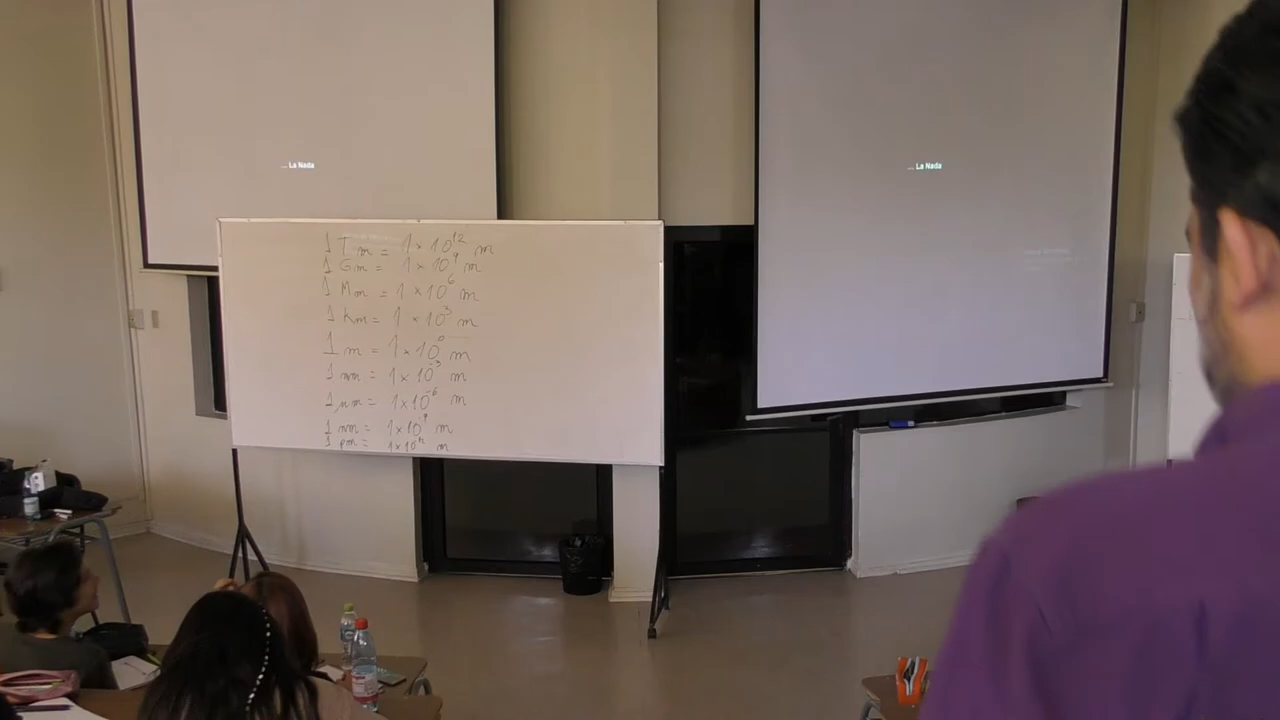 ... La Nada
... La Nada
1 Tm = 1 × 10¹² m
1 Gm = 1 × 10⁹ m
1 Mm = 1 × 10⁶ m
1 Km = 1 × 10³ m
1 m = 1 × 10⁰ m
1 mm = 1 × 10⁻³ m
1 μm = 1 × 10⁻⁶ m
1 nm = 1 × 10⁻⁹ m
1 pm = 1 × 10⁻¹² m